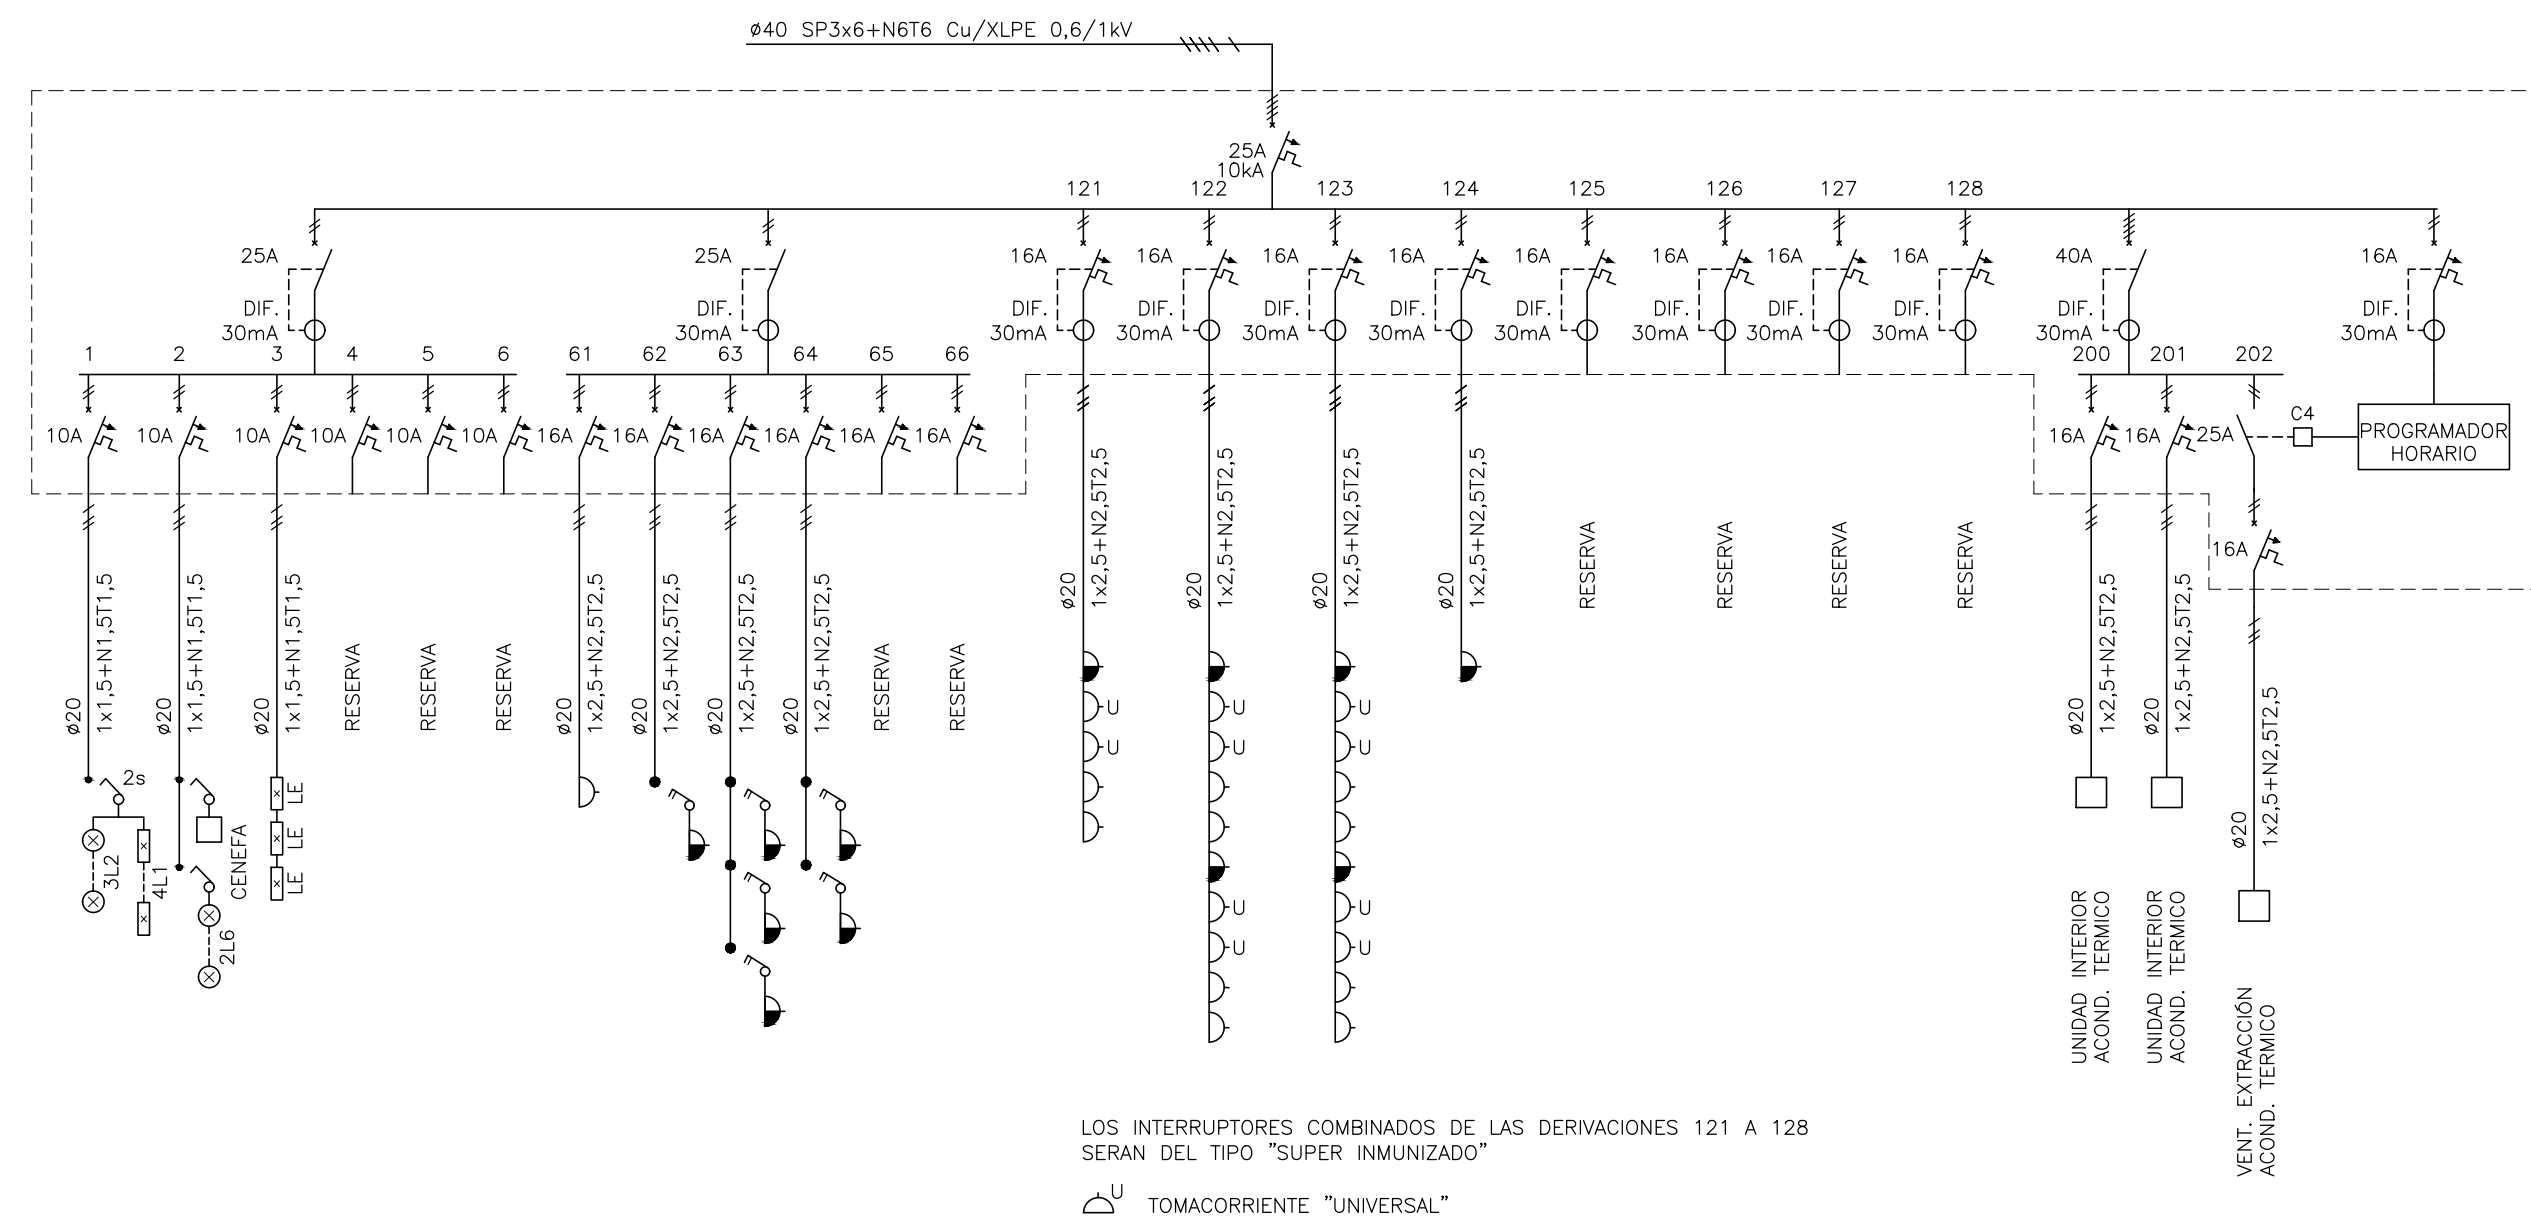 ø40 SP3x6+N6T6 Cu/XLPE 0,6/1kV
25A
10kA
121
122
123
124
125
126
127
128
25A
DIF.
30mA
25A
DIF.
30mA
16A
DIF.
30mA
16A
DIF.
30mA
16A
DIF.
30mA
16A
DIF.
30mA
16A
DIF.
30mA
16A
DIF.
30mA
16A
DIF.
30mA
16A
DIF.
30mA
40A
DIF.
30mA
16A
DIF.
30mA
1
2
3
4
5
6
61
62
63
64
65
66
200
201
202
10A
10A
10A
10A
10A
10A
16A
16A
16A
16A
16A
16A
16A
16A
25A
C4
PROGRAMADOR
HORARIO
16A
ø20
1x1,5+N1,5T1,5
ø20
1x1,5+N1,5T1,5
ø20
1x1,5+N1,5T1,5
RESERVA
RESERVA
RESERVA
ø20
1x2,5+N2,5T2,5
ø20
1x2,5+N2,5T2,5
ø20
1x2,5+N2,5T2,5
ø20
1x2,5+N2,5T2,5
RESERVA
RESERVA
ø20
1x2,5+N2,5T2,5
ø20
1x2,5+N2,5T2,5
ø20
1x2,5+N2,5T2,5
ø20
1x2,5+N2,5T2,5
RESERVA
RESERVA
RESERVA
RESERVA
ø20
1x2,5+N2,5T2,5
ø20
1x2,5+N2,5T2,5
ø20
1x2,5+N2,5T2,5
2s
3L2
4L1
CENEFA
2L6
LE
LE
LE
U
U
U
U
U
U
U
U
U
U
UNIDAD INTERIOR
ACOND. TERMICO
UNIDAD INTERIOR
ACOND. TERMICO
VENT. EXTRACCIÓN
ACOND. TERMICO
LOS INTERRUPTORES COMBINADOS DE LAS DERIVACIONES 121 A 128
SERAN DEL TIPO "SUPER INMUNIZADO"
U
TOMACORRIENTE "UNIVERSAL"